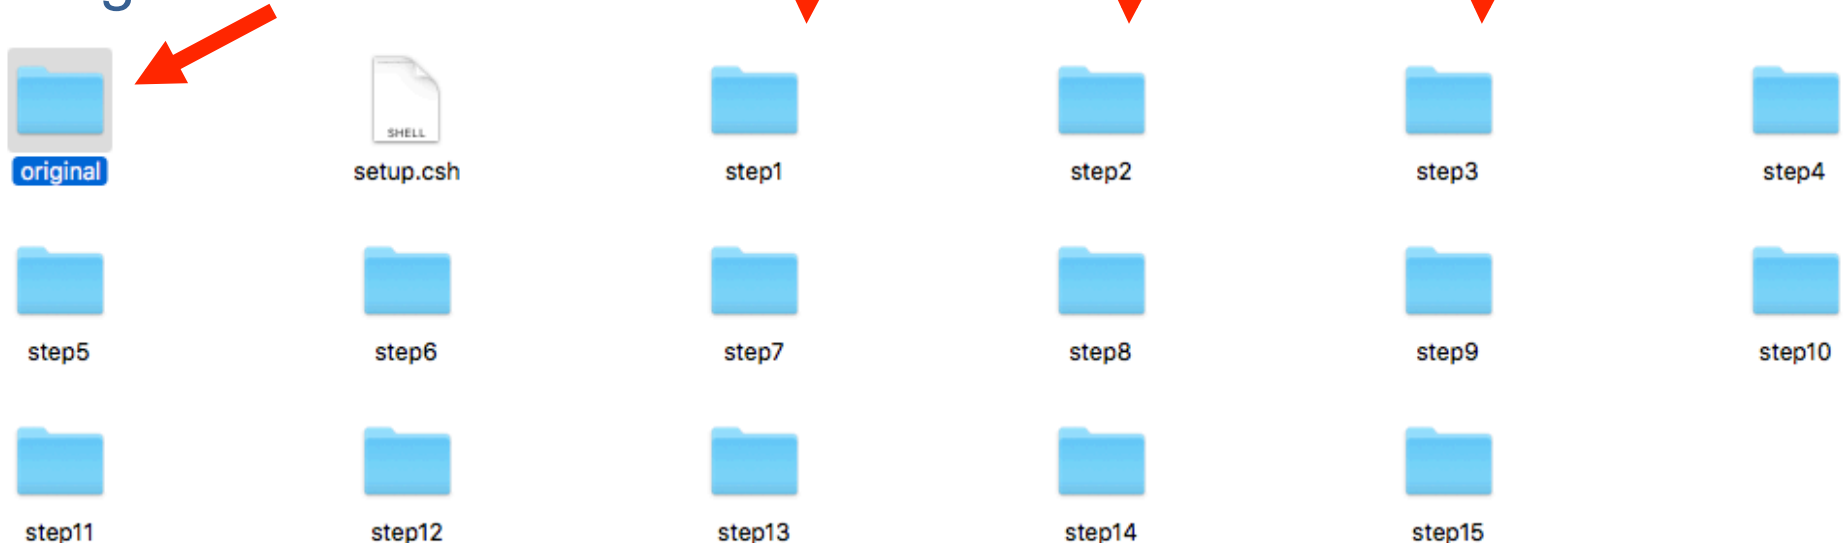 SHELL
original setup.csh step1 step2 step3 step4
step5 step6 step7 step8 step9 step10
step11 step12 step13 step14 step15